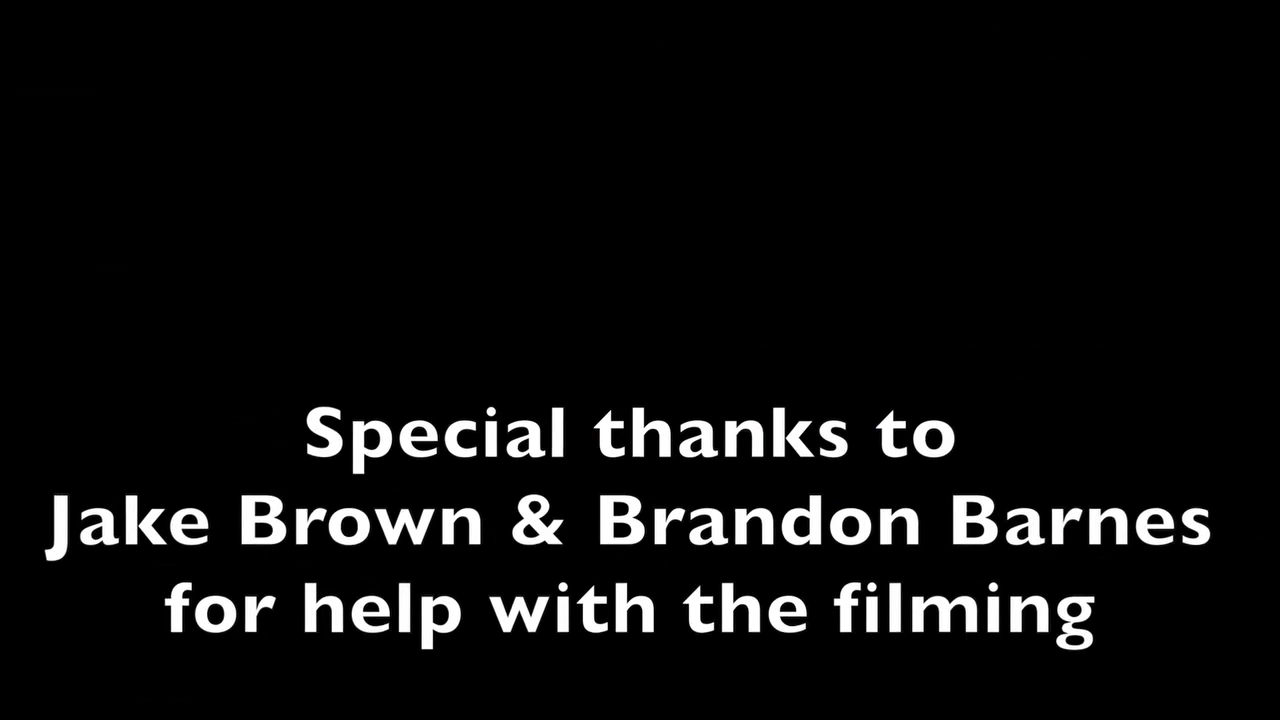 Special thanks to
Jake Brown & Brandon Barnes
for help with the filming